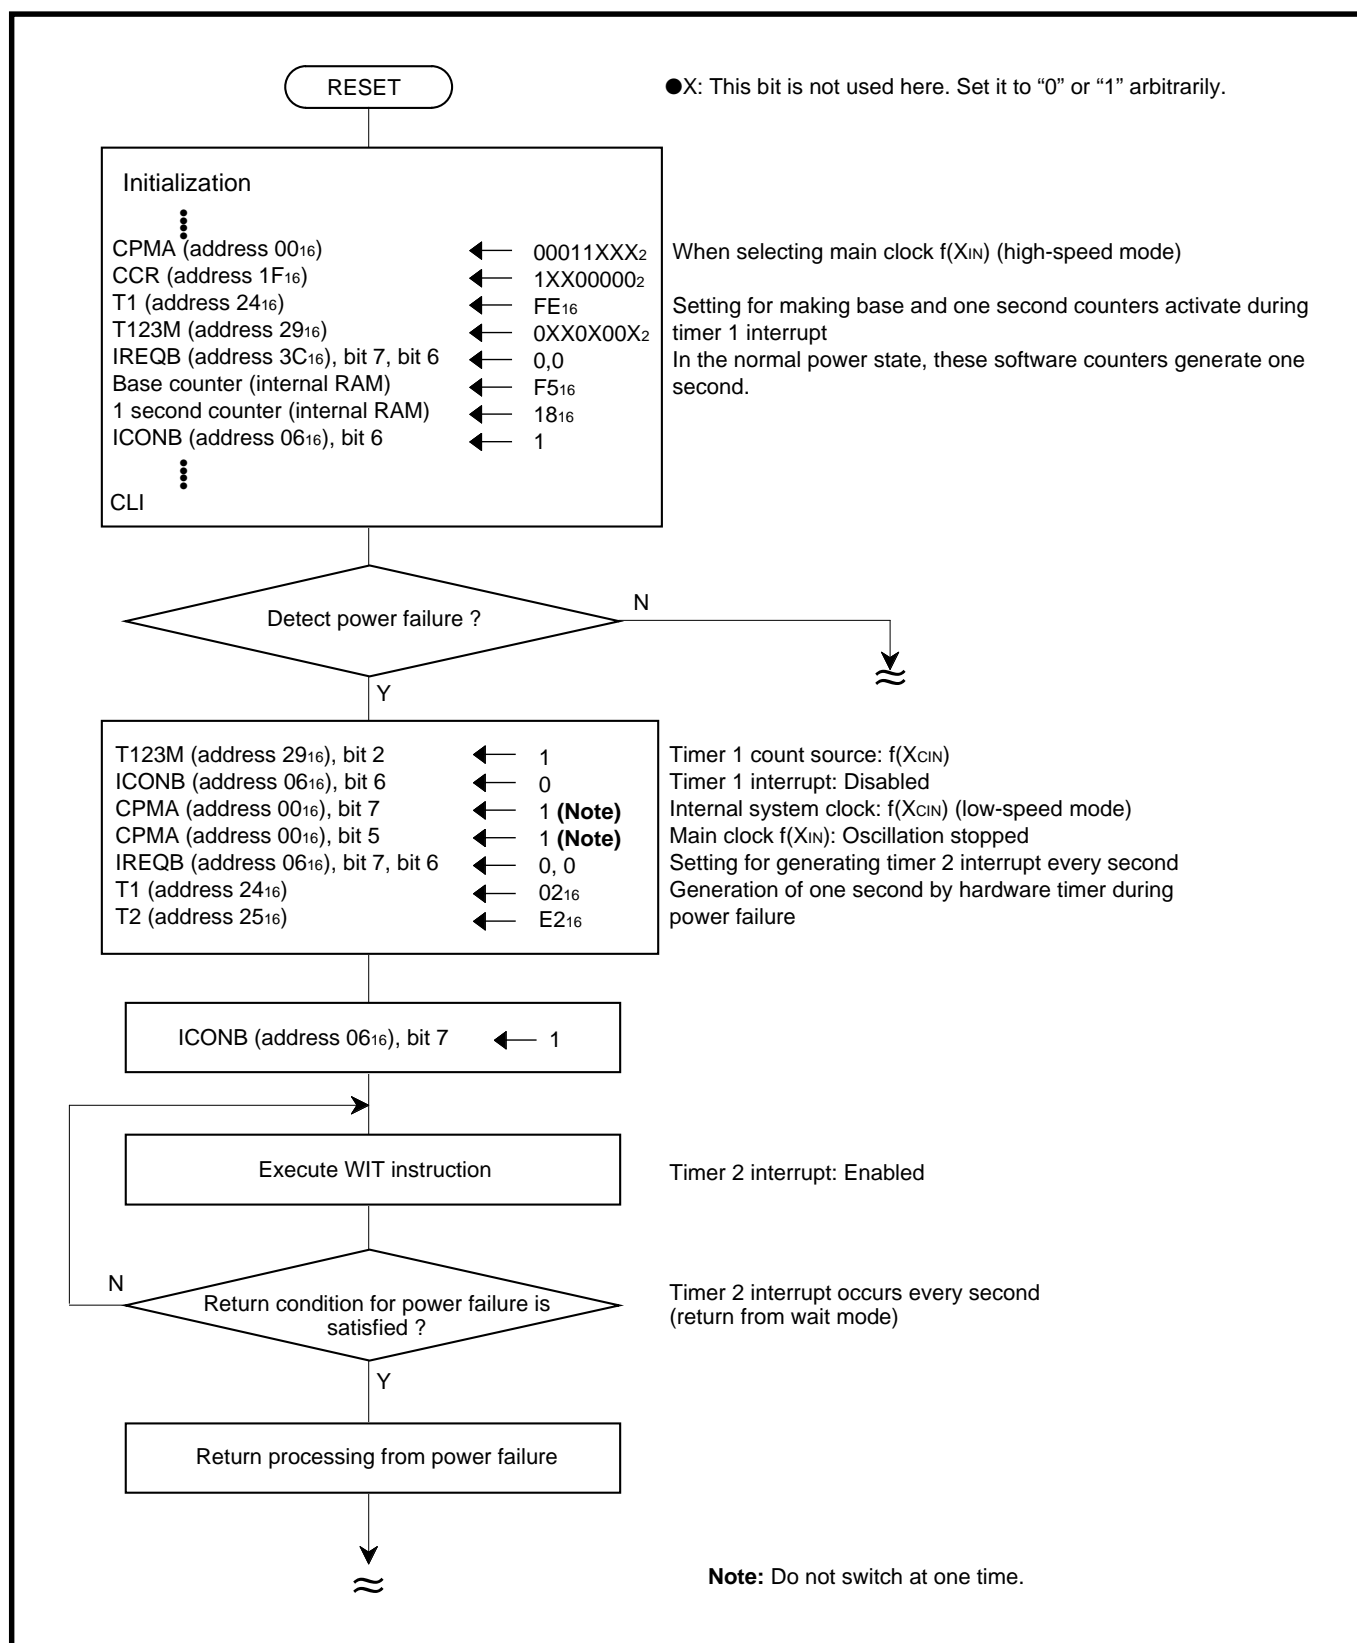 RESET
●X: This bit is not used here. Set it to “0” or “1” arbitrarily.
Initialization
CPMA (address 0016) 00011XXX2 When selecting main clock f(XIN) (high-speed mode)
CCR (address 1F16) 1XX000002
T1 (address 2416) FE16 Setting for making base and one second counters activate during
T123M (address 2916) 0XX0X00X2 timer 1 interrupt
IREQB (address 3C16), bit 7, bit 6 0,0 In the normal power state, these software counters generate one
Base counter (internal RAM) F516 second.
1 second counter (internal RAM) 1816
ICONB (address 0616), bit 6 1
CLI
Detect power failure ?
N
Y
T123M (address 2916), bit 2 1 Timer 1 count source: f(XCIN)
ICONB (address 0616), bit 6 0 Timer 1 interrupt: Disabled
CPMA (address 0016), bit 7 1 (Note) Internal system clock: f(XCIN) (low-speed mode)
CPMA (address 0016), bit 5 1 (Note) Main clock f(XIN): Oscillation stopped
IREQB (address 0616), bit 7, bit 6 0, 0 Setting for generating timer 2 interrupt every second
T1 (address 2416) 0216 Generation of one second by hardware timer during
T2 (address 2516) E216 power failure
ICONB (address 0616), bit 7 1
Execute WIT instruction
Timer 2 interrupt: Enabled
N
Return condition for power failure is
satisfied ?
Timer 2 interrupt occurs every second
(return from wait mode)
Y
Return processing from power failure
Note: Do not switch at one time.